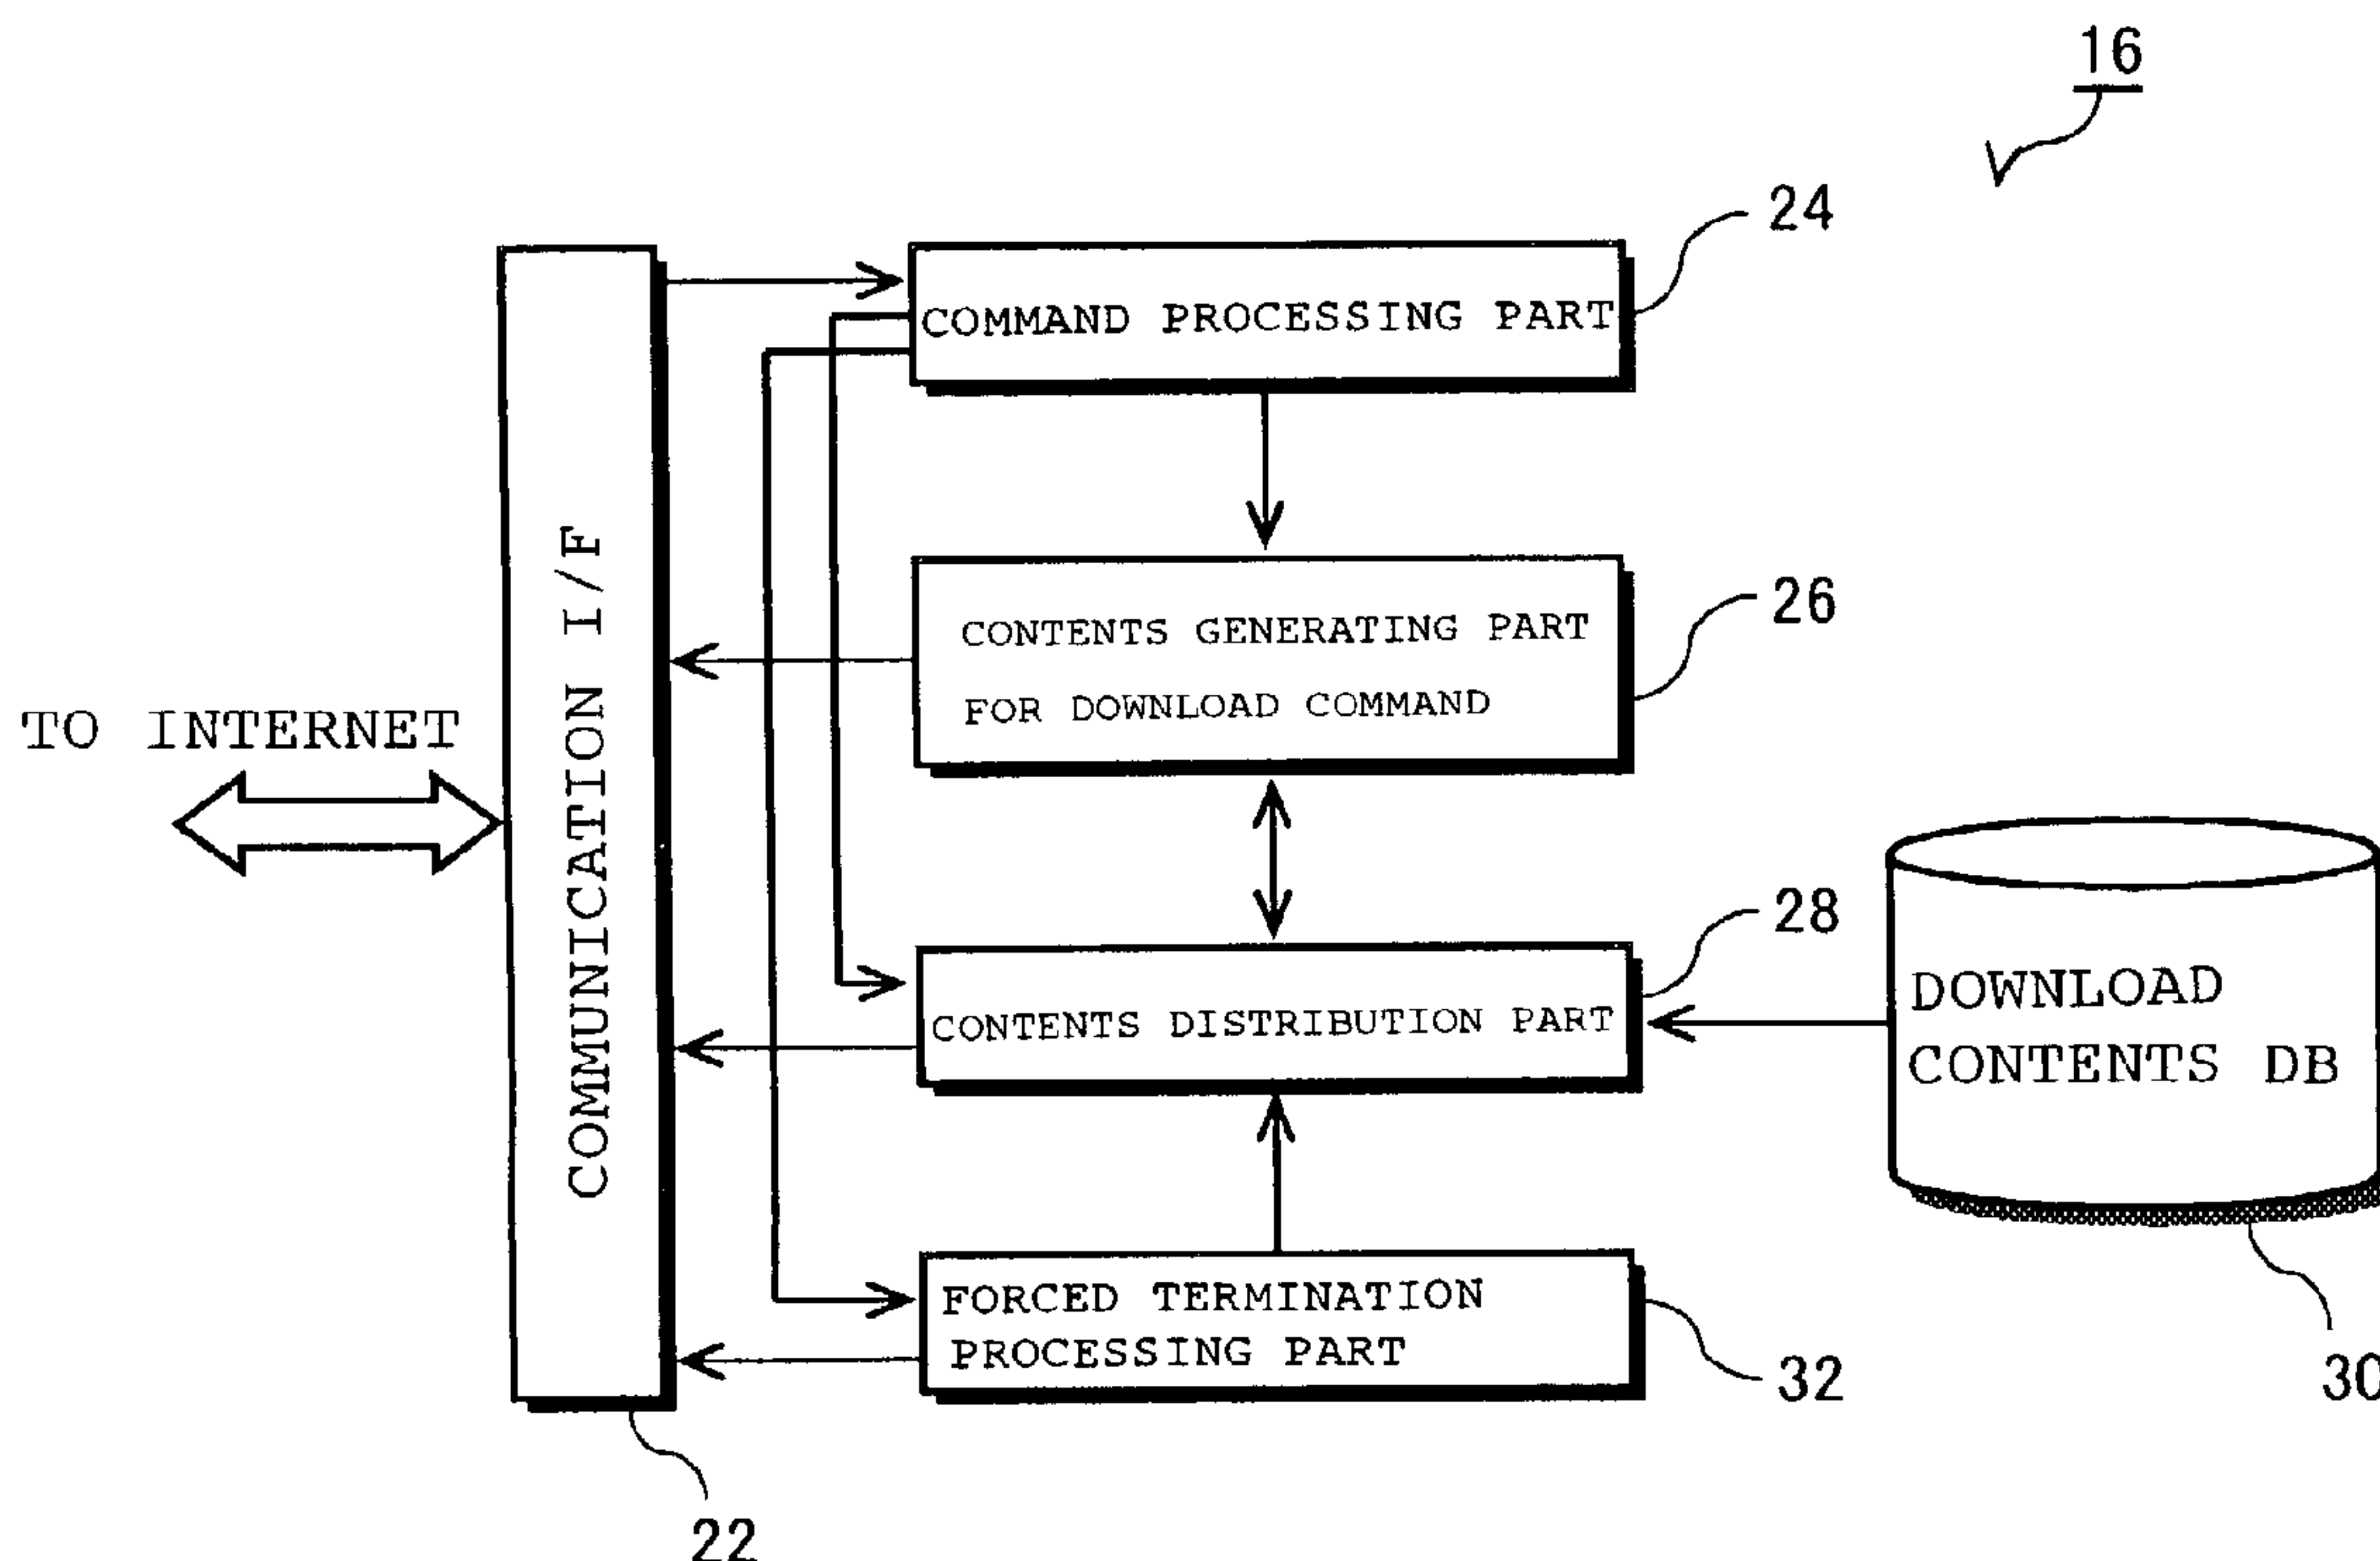 16
24
COMMAND PROCESSING PART
26
CONTENTS GENERATING PART
FOR DOWNLOAD COMMAND
TO INTERNET
COMMUNICATION I/F
28
CONTENTS DISTRIBUTION PART
DOWNLOAD
CONTENTS DB
FORCED TERMINATION
PROCESSING PART
32
30
22